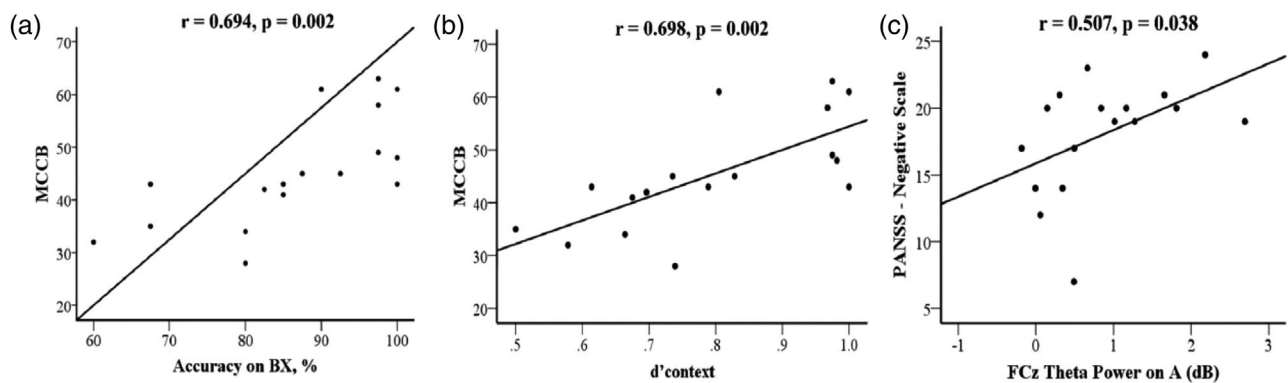 (a)
r = 0.694, p = 0.002
MCCB
70
60
50
40
30
20
60
70
80
90
100
Accuracy on BX, %
(b)
r = 0.698, p = 0.002
MCCB
70
60
50
40
30
20
.5
.6
.7
.8
.9
1.0
d'context
(c)
r = 0.507, p = 0.038
PANSS - Negative Scale
25
20
15
10
5
-1
0
1
2
3
FCz Theta Power on A (dB)